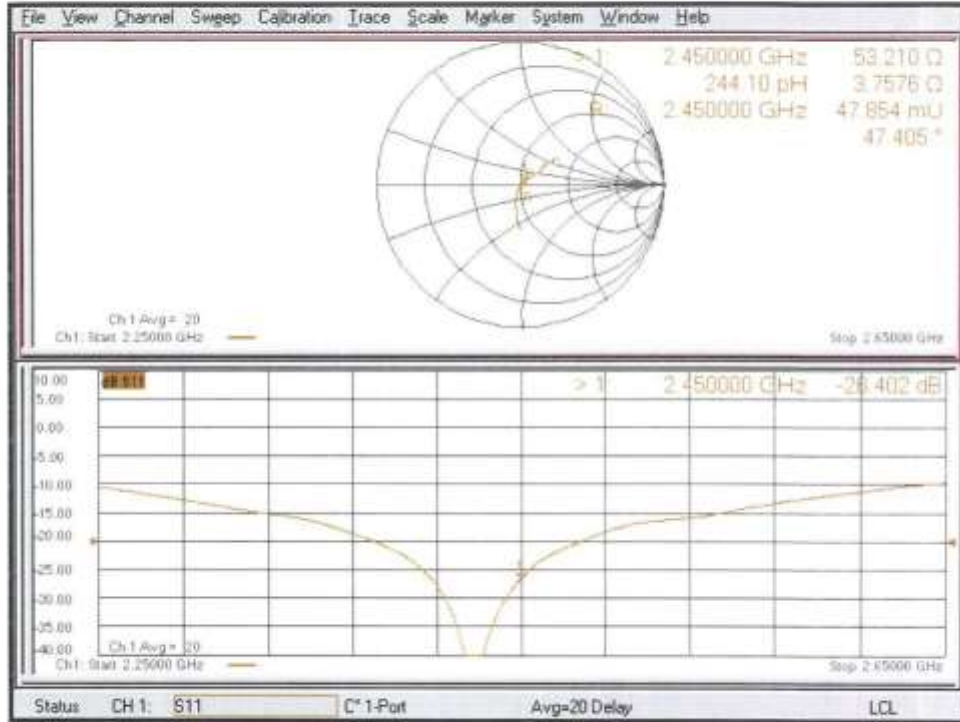 File View Channel Sweep Calibration Trace Scale Marker System Window Help
> 1: 2.450000 GHz 53.210 Ω
244.10 pH 3.7576 Ω
2.450000 GHz 47.854 mU
47.405 °
Ch 1 Avg = 20
Ch1: Start 2.25000 GHz
Stop 2.65000 GHz
10.00
dB S11
> 1: 2.450000 GHz -26.402 dB
5.00
0.00
-5.00
-10.00
-15.00
-20.00
-25.00
-30.00
-35.00
-40.00
1
Ch 1 Avg = 20
Ch1: Start 2.25000 GHz
Stop 2.65000 GHz
Status CH 1: S11 C* 1-Port Avg=20 Delay LCL